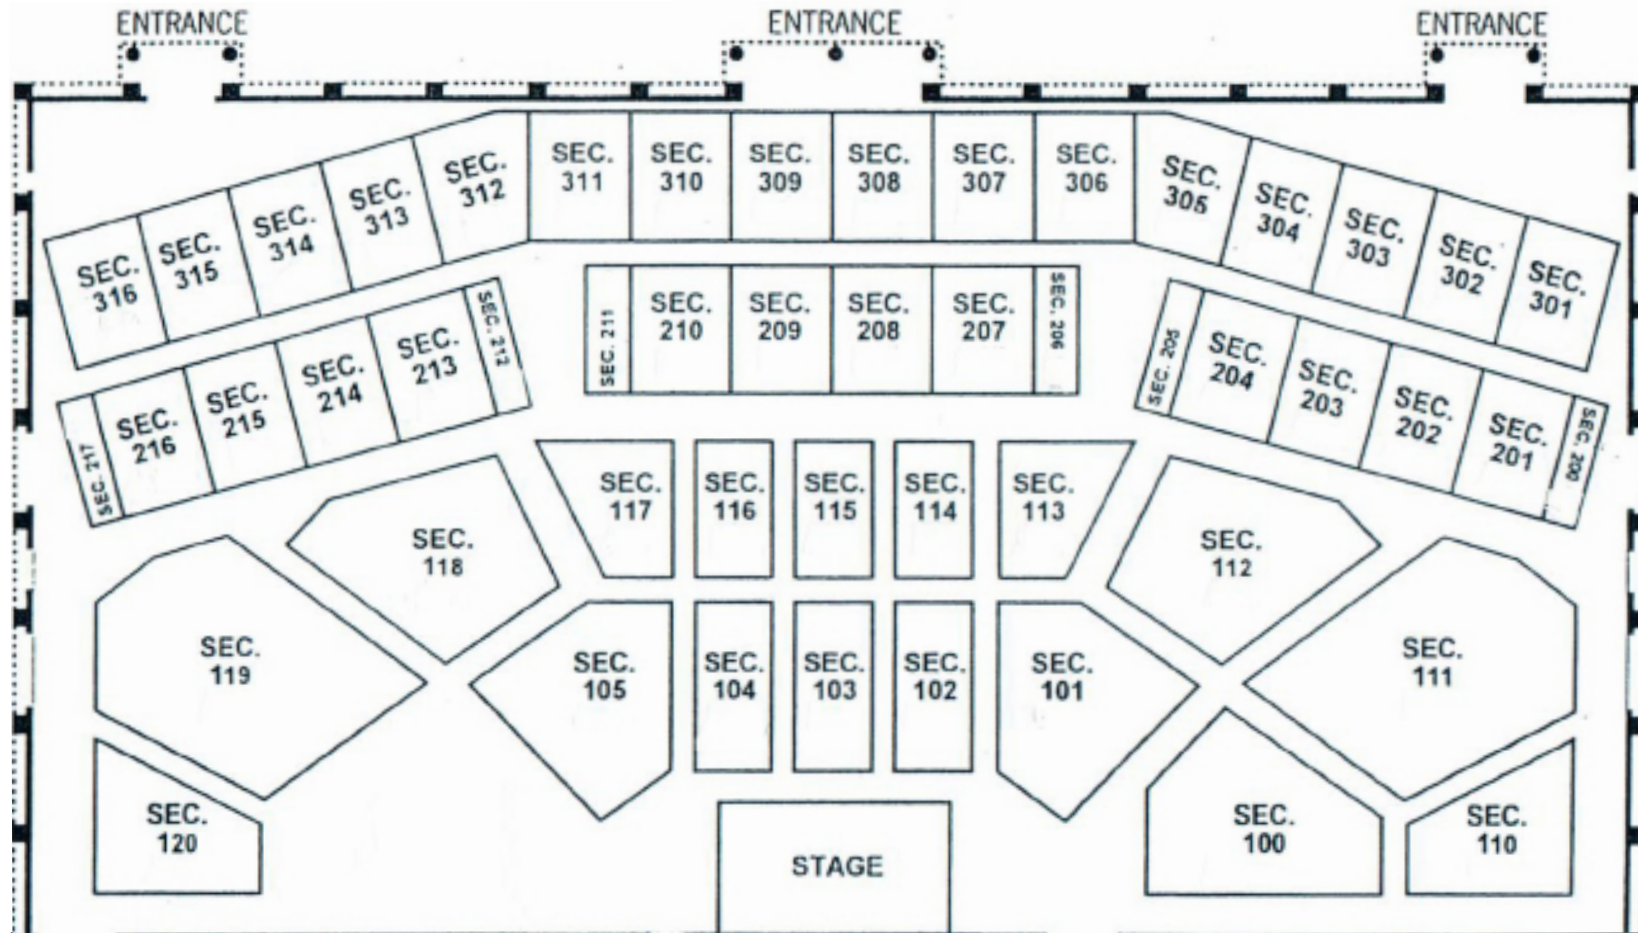 ENTRANCE
ENTRANCE
ENTRANCE
SEC.
316
SEC.
315
SEC.
314
SEC.
313
SEC.
312
SEC.
311
SEC.
310
SEC.
309
SEC.
308
SEC.
307
SEC.
306
SEC.
305
SEC.
304
SEC.
303
SEC.
302
SEC.
301
SEC. 217
SEC.
216
SEC.
215
SEC.
214
SEC.
213
SEC. 212
SEC. 211
SEC.
210
SEC.
209
SEC.
208
SEC.
207
SEC. 206
SEC. 205
SEC.
204
SEC.
203
SEC.
202
SEC.
201
SEC. 200
SEC.
117
SEC.
116
SEC.
115
SEC.
114
SEC.
113
SEC.
118
SEC.
112
SEC.
119
SEC.
105
SEC.
104
SEC.
103
SEC.
102
SEC.
101
SEC.
111
SEC.
120
STAGE
SEC.
100
SEC.
110